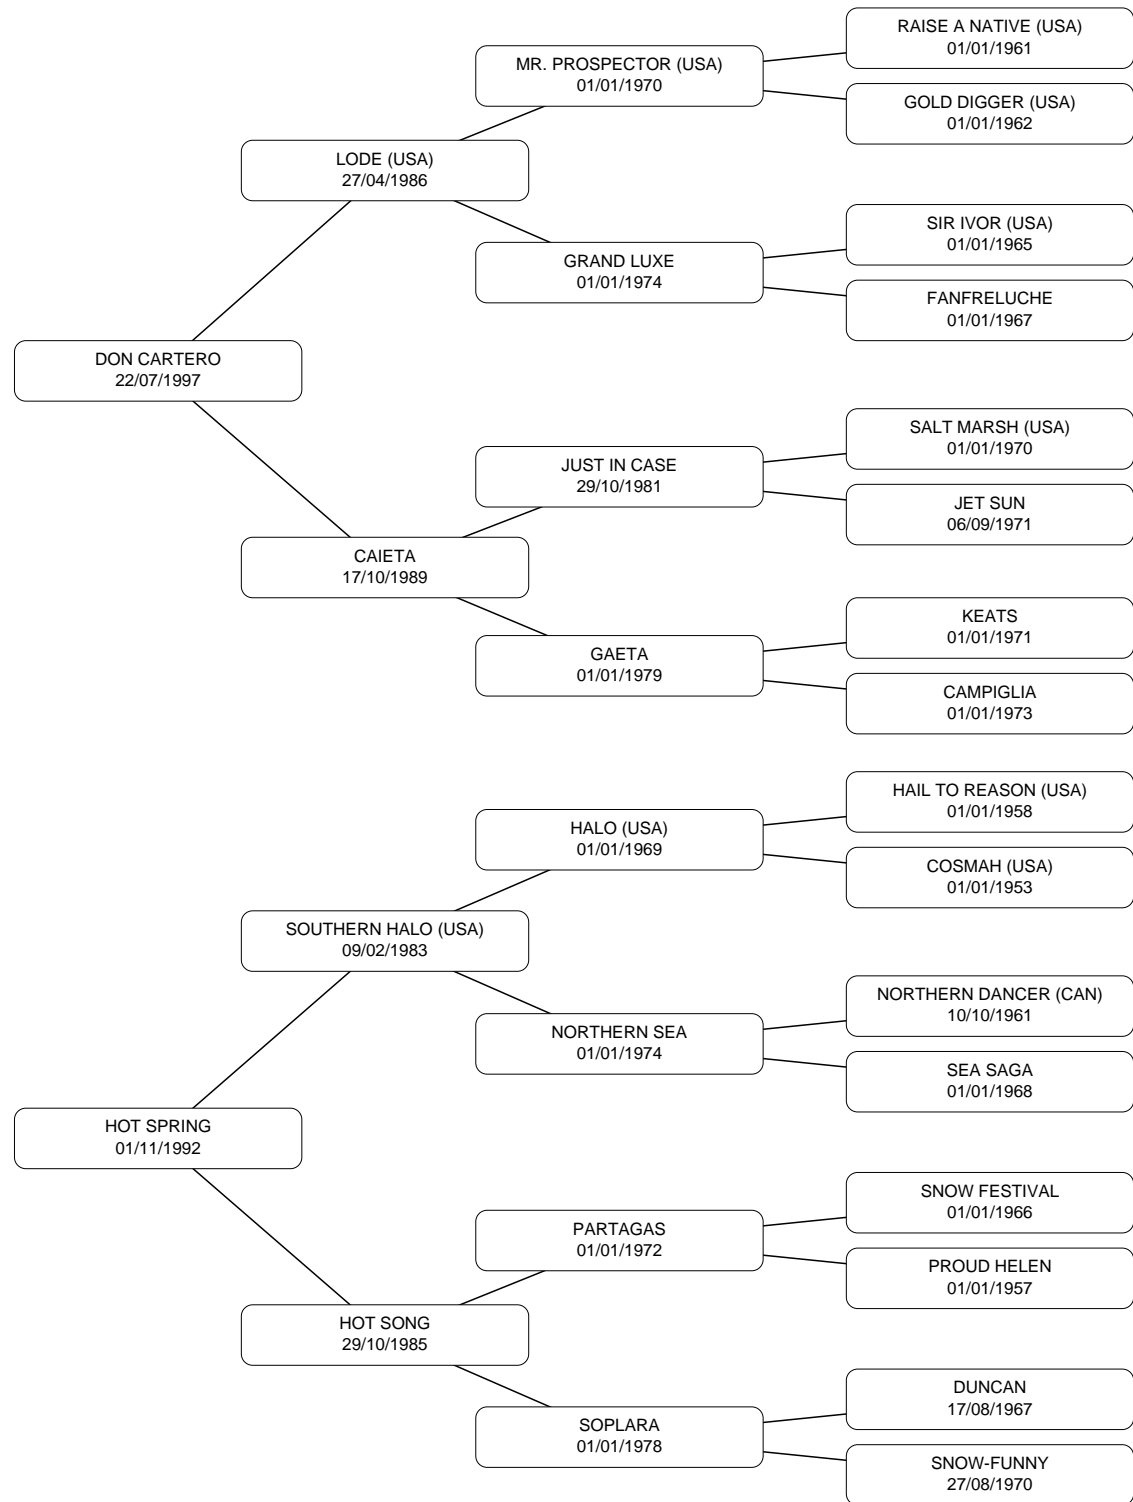 RAISE A NATIVE (USA)
01/01/1961
MR. PROSPECTOR (USA)
01/01/1970
GOLD DIGGER (USA)
01/01/1962
LODE (USA)
27/04/1986
SIR IVOR (USA)
01/01/1965
GRAND LUXE
01/01/1974
FANFRELUCHE
01/01/1967
DON CARTERO
22/07/1997
SALT MARSH (USA)
01/01/1970
JUST IN CASE
29/10/1981
JET SUN
06/09/1971
CAIETA
17/10/1989
KEATS
01/01/1971
GAETA
01/01/1979
CAMPIGLIA
01/01/1973
HAIL TO REASON (USA)
01/01/1958
HALO (USA)
01/01/1969
COSMAH (USA)
01/01/1953
SOUTHERN HALO (USA)
09/02/1983
NORTHERN DANCER (CAN)
10/10/1961
NORTHERN SEA
01/01/1974
SEA SAGA
01/01/1968
HOT SPRING
01/11/1992
SNOW FESTIVAL
01/01/1966
PARTAGAS
01/01/1972
PROUD HELEN
01/01/1957
HOT SONG
29/10/1985
DUNCAN
17/08/1967
SOPLARA
01/01/1978
SNOW-FUNNY
27/08/1970